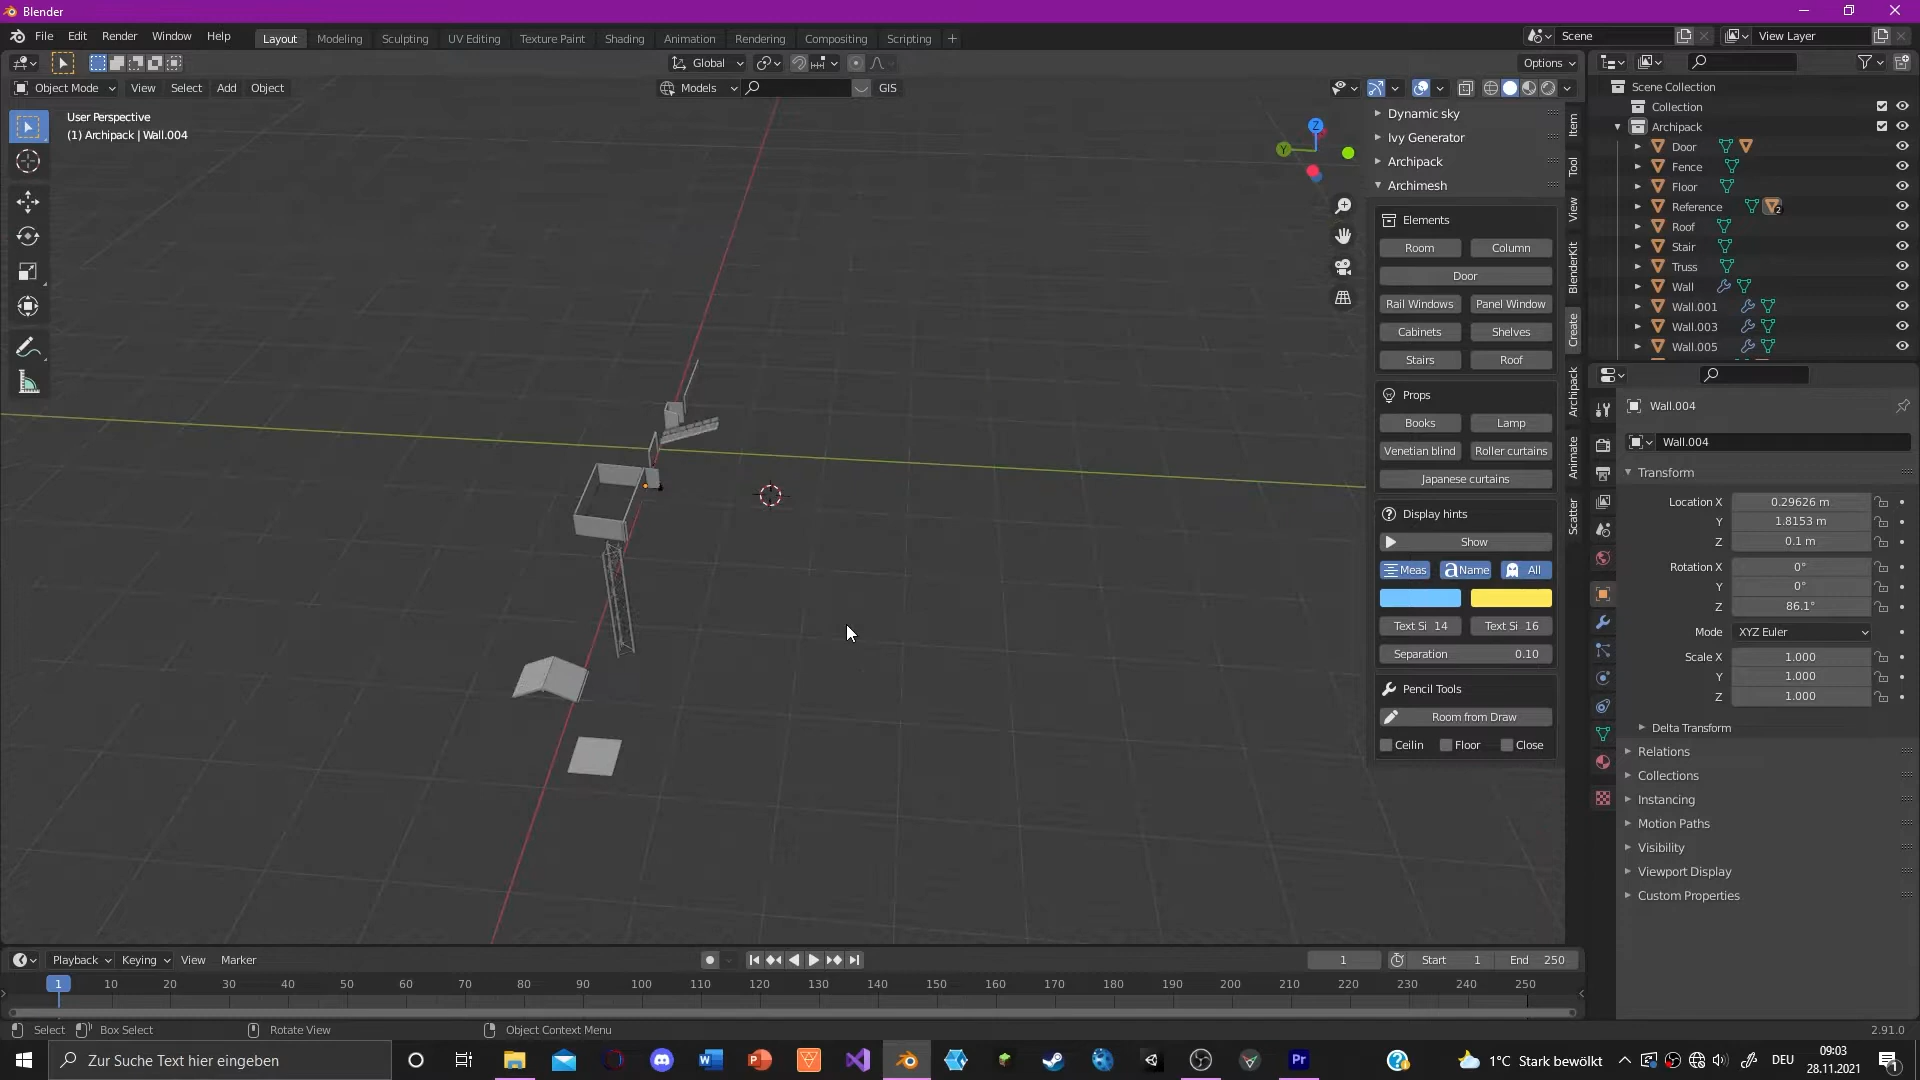 Blender
File Edit Render Window Help
Layout Modeling Sculpting UV Editing Texture Paint Shading Animation Rendering Compositing Scripting +
Scene
View Layer
Global
Options
Object Mode View Select Add Object
Models
GIS
User Perspective
(1) Archipack | Wall.004
Z
Y
Dynamic sky
Ivy Generator
Archipack
Archimesh
Elements
Room Column
Door
Rail Windows Panel Window
Cabinets Shelves
Stairs Roof
Props
Books Lamp
Venetian blind Roller curtains
Japanese curtains
Display hints
Show
Meas aName All
Text Si 14 Text Si 16
Separation 0.10
Pencil Tools
Room from Draw
Ceilin Floor Close
Item
Tool
View
BlenderKit
Create
Archipack
Animate
Scatter
Scene Collection
Collection
Archipack
Door
Fence
Floor
Reference 2
Roof
Stair
Truss
Wall
Wall.001
Wall.003
Wall.005
Wall.004
Wall.004
Transform
Location X 0.29626 m
Y 1.8153 m
Z 0.1 m
Rotation X 0°
Y 0°
Z 86.1°
Mode XYZ Euler
Scale X 1.000
Y 1.000
Z 1.000
Delta Transform
Relations
Collections
Instancing
Motion Paths
Visibility
Viewport Display
Custom Properties
Playback Keying View Marker
1
Start 1 End 250
1 10 20 30 40 50 60 70 80 90 100 110 120 130 140 150 160 170 180 190 200 210 220 230 240 250
Select Box Select Rotate View Object Context Menu
2.91.0
Zur Suche Text hier eingeben
1°C Stark bewölkt
DEU
09:03
28.11.2021
1